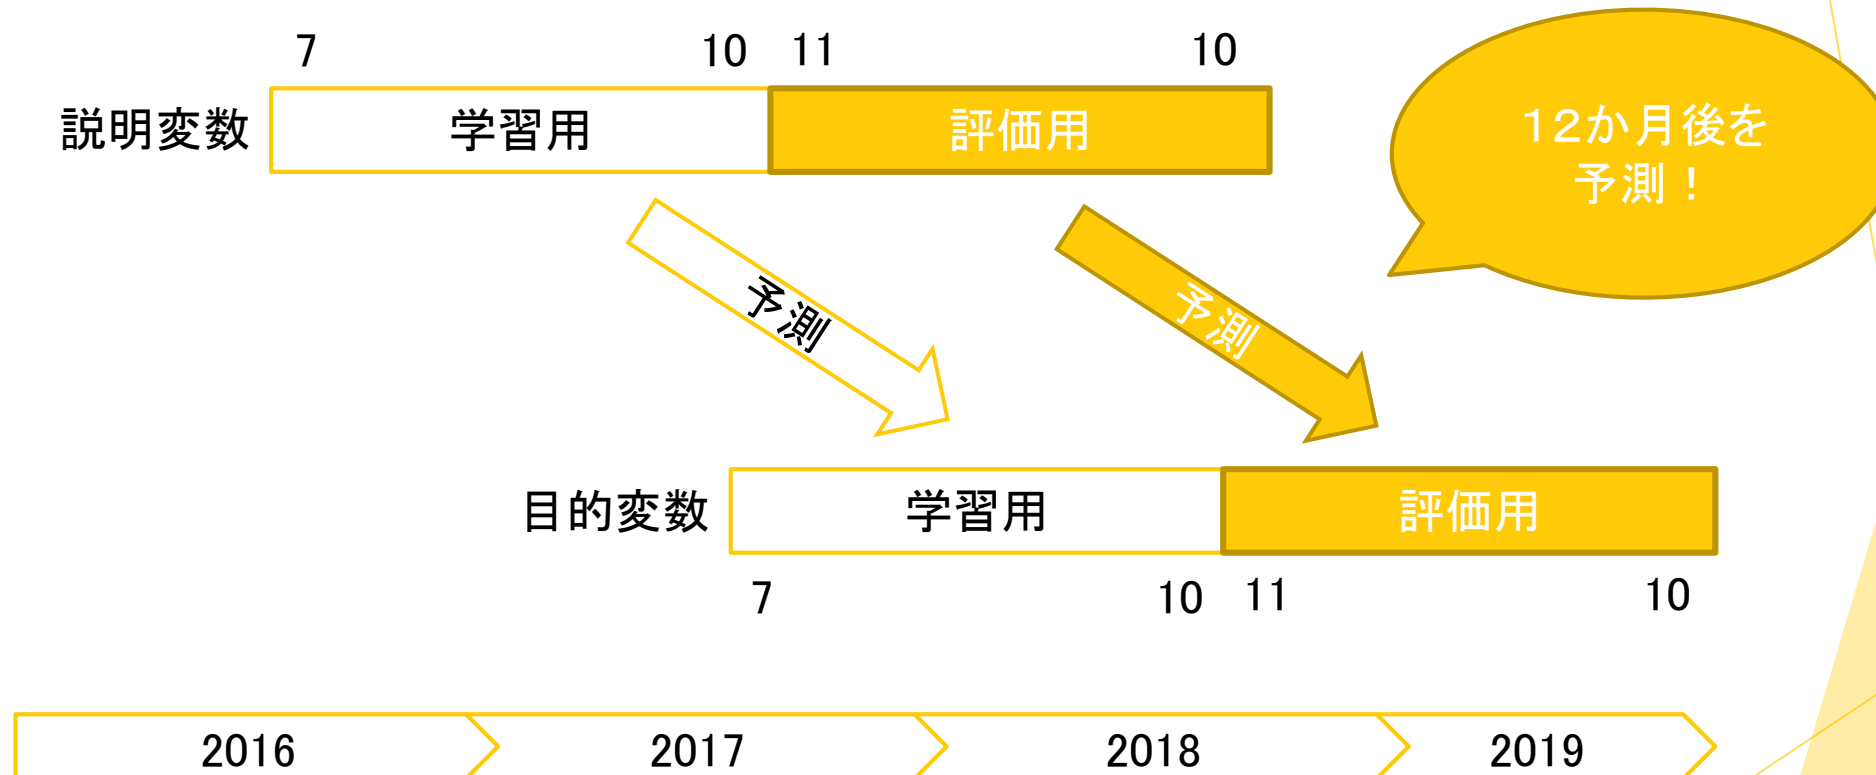 7 10 11 10
説明変数 学習用 評価用
12か月後を
予測！
予測 予測
目的変数 学習用 評価用
7 10 11 10
2016 2017 2018 2019